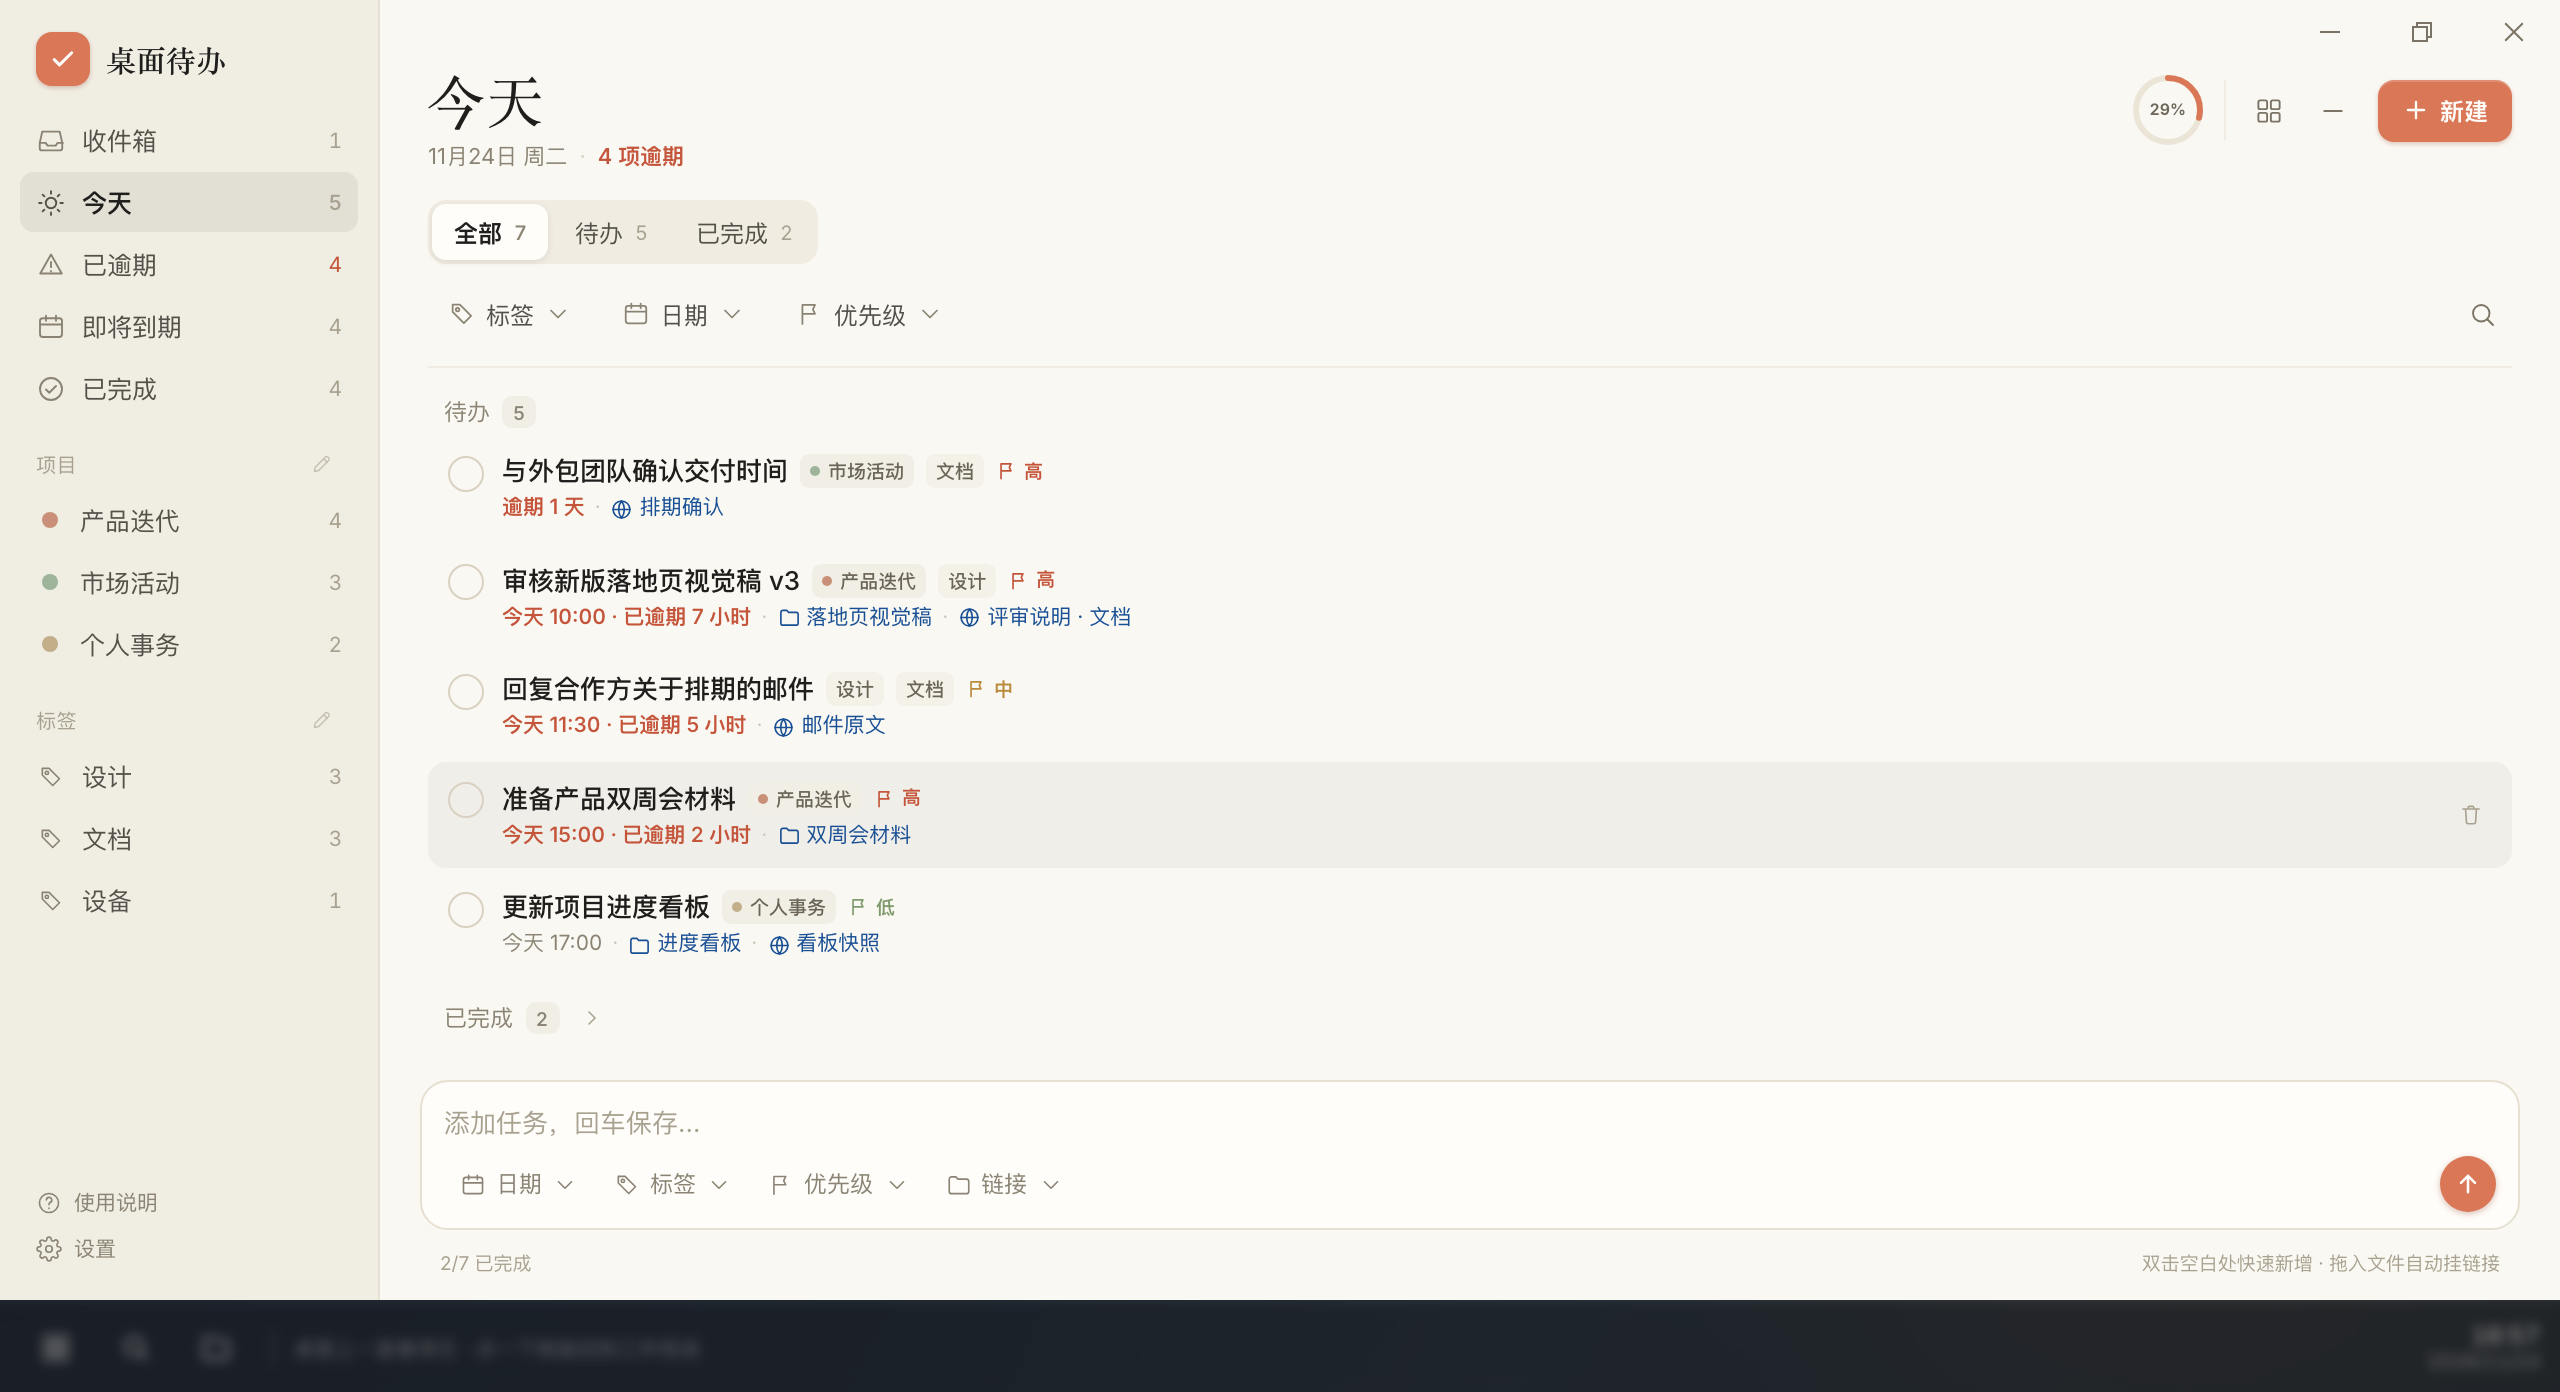 桌面待办
收件箱 1
今天 5
已逾期 4
即将到期 4
已完成 4
项目
产品迭代 4
市场活动 3
个人事务 2
标签
设计 3
文档 3
设备 1
使用说明
设置
今天
11月24日 周二 · 4 项逾期
29%
新建
全部 7 待办 5 已完成 2
标签 日期 优先级
待办 5
与外包团队确认交付时间 市场活动 文档 高
逾期 1 天 · 排期确认
审核新版落地页视觉稿 v3 产品迭代 设计 高
今天 10:00 · 已逾期 7 小时 · 落地页视觉稿 · 评审说明 · 文档
回复合作方关于排期的邮件 设计 文档 中
今天 11:30 · 已逾期 5 小时 · 邮件原文
准备产品双周会材料 产品迭代 高
今天 15:00 · 已逾期 2 小时 · 双周会材料
更新项目进度看板 个人事务 低
今天 17:00 · 进度看板 · 看板快照
已完成 2
添加任务，回车保存...
日期 标签 优先级 链接
2/7 已完成
双击空白处快速新增 · 拖入文件自动挂链接